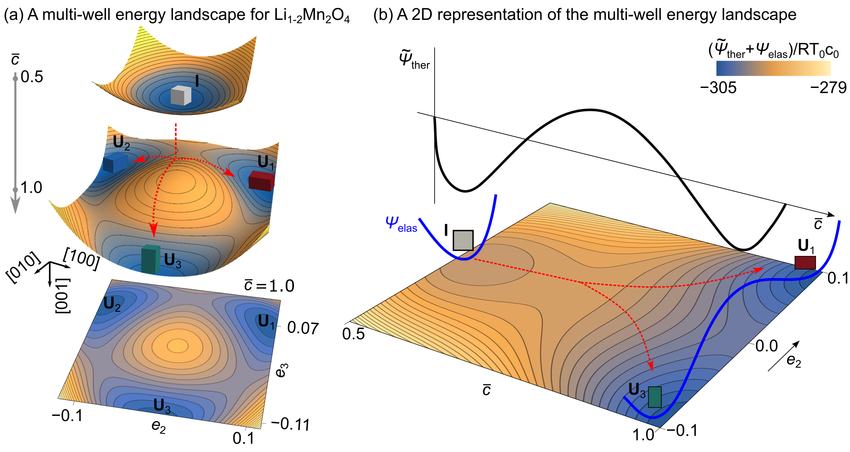 (a) A multi-well energy landscape for Li₁₋₂Mn₂O₄
c̅
0.5
1.0
I
U₂
U₁
U₃
[010]
[100]
[001]
c̅ = 1.0
U₂
U₁
U₃
0.07
e₃
−0.11
−0.1
e₂
0.1
(b) A 2D representation of the multi-well energy landscape
ψ̃ther
(ψ̃ther+ψelas)/RT₀c₀
−305
−279
c̅
ψelas
I
U₁
0.1
0.5
0.0
e₂
c̅
U₃
1.0
−0.1